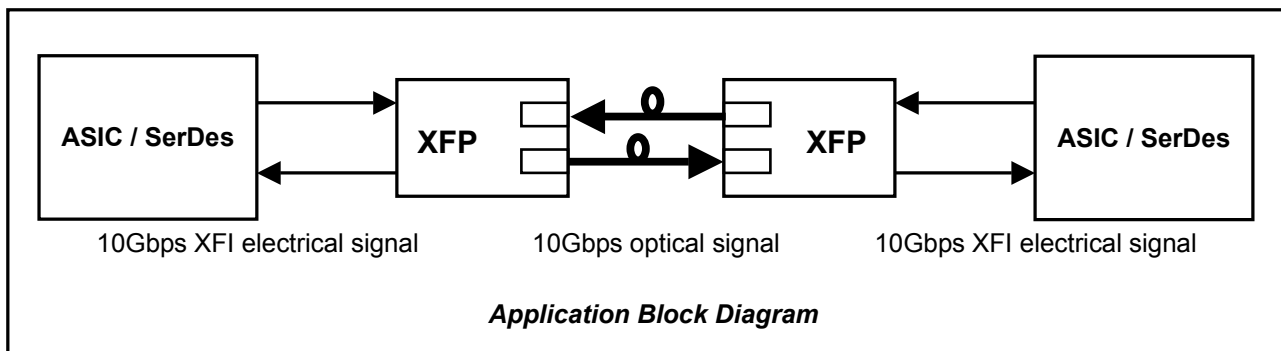 ASIC / SerDes
XFP
XFP
ASIC / SerDes
10Gbps XFI electrical signal
10Gbps optical signal
10Gbps XFI electrical signal
Application Block Diagram